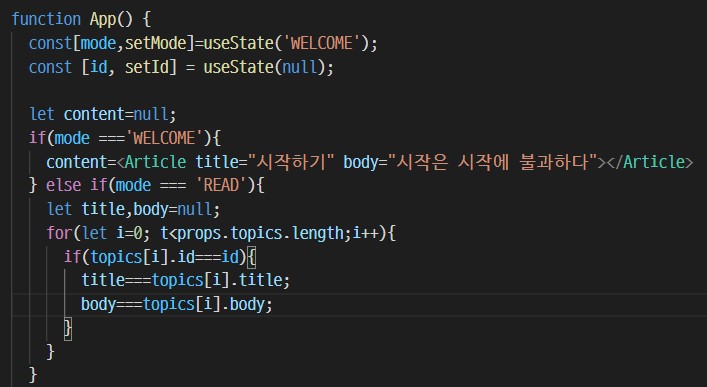 function App() {
  const[mode,setMode]=useState('WELCOME');
  const [id, setId] = useState(null);

  let content=null;
  if(mode ==='WELCOME'){
    content=<Article title="시작하기" body="시작은 시작에 불과하다"></Article>
  } else if(mode === 'READ'){
    let title,body=null;
    for(let i=0; t<props.topics.length;i++){
      if(topics[i].id===id){
        title===topics[i].title;
        body===topics[i].body;
      }
    }
  }